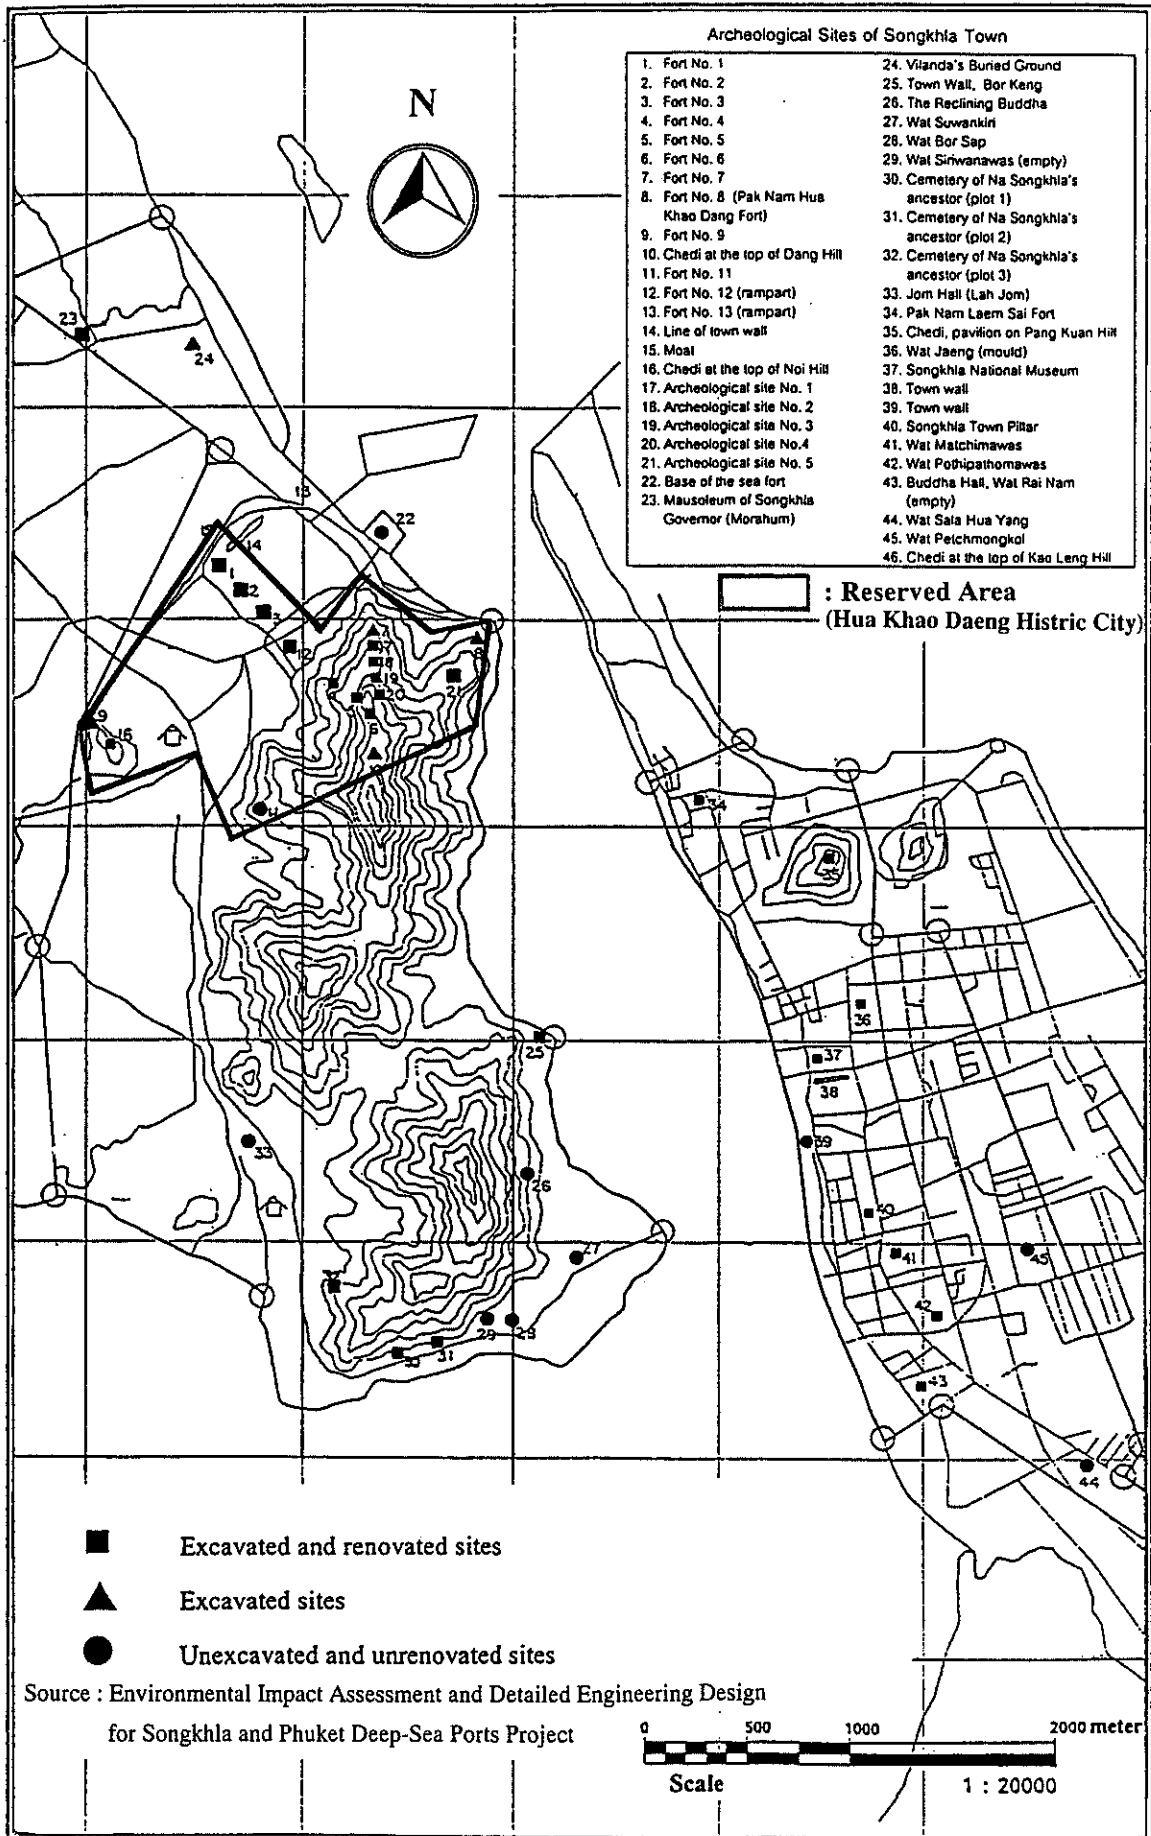 Archeological Sites of Songkhla Town
1. Fort No. 1
2. Fort No. 2
3. Fort No. 3
4. Fort No. 4
5. Fort No. 5
6. Fort No. 6
7. Fort No. 7
8. Fort No. 8 (Pak Nam Hua
Khao Dang Fort)
9. Fort No. 9
10. Chedi at the top of Dang Hill
11. Fort No. 11
12. Fort No. 12 (rampart)
13. Fort No. 13 (rampart)
14. Line of town wall
15. Moat
16. Chedi at the top of Noi Hill
17. Archeological site No. 1
18. Archeological site No. 2
19. Archeological site No. 3
20. Archeological site No.4
21. Archeological site No. 5
22. Base of the sea fort
23. Mausoleum of Songkhla
Governor (Morahum)
24. Vilanda's Buried Ground
25. Town Wall, Bor Keng
26. The Reclining Buddha
27. Wat Suwankiri
28. Wat Bor Sap
29. Wat Siriwanawas (empty)
30. Cemetery of Na Songkhla's
ancestor (plot 1)
31. Cemetery of Na Songkhla's
ancestor (plot 2)
32. Cemetery of Na Songkhla's
ancestor (plot 3)
33. Jom Hall (Lah Jom)
34. Pak Nam Laem Sai Fort
35. Chedi, pavilion on Pang Kuan Hill
36. Wat Jaeng (mould)
37. Songkhla National Museum
38. Town wall
39. Town wall
40. Songkhla Town Pillar
41. Wat Matchimawas
42. Wat Pothipathomawas
43. Buddha Hall, Wat Rai Nam
(empty)
44. Wat Sala Hua Yang
45. Wat Petchmongkol
46. Chedi at the top of Kao Leng Hill
: Reserved Area
(Hua Khao Daeng Histric City)
N
23
24
13
22
14
1
2
3
12
8
19
20
21
9
16
34
35
25
36
37
38
33
39
26
40
27
41
45
42
29
28
31
43
44
Excavated and renovated sites
Excavated sites
Unexcavated and unrenovated sites
Source : Environmental Impact Assessment and Detailed Engineering Design
for Songkhla and Phuket Deep-Sea Ports Project
0 500 1000 2000 meter
Scale 1 : 20000